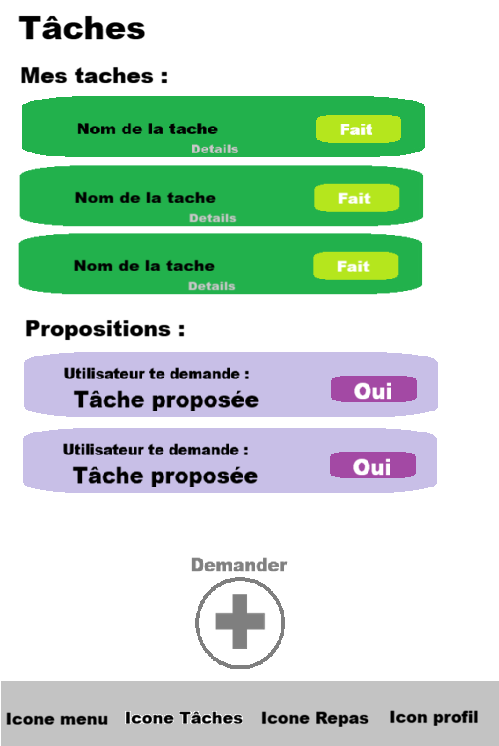 Tâches
Mes taches :
Nom de la tache
Fait
Details
Nom de la tache
Fait
Details
Nom de la tache
Fait
Details
Propositions :
Utilisateur te demande :
Tâche proposée
Oui
Utilisateur te demande :
Tâche proposée
Oui
Demander
Icone menu Icone Tâches Icone Repas Icon profil